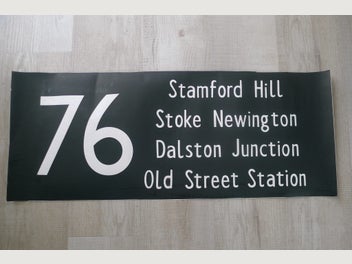 76
Stamford Hill
Stoke Newington
Dalston Junction
Old Street Station